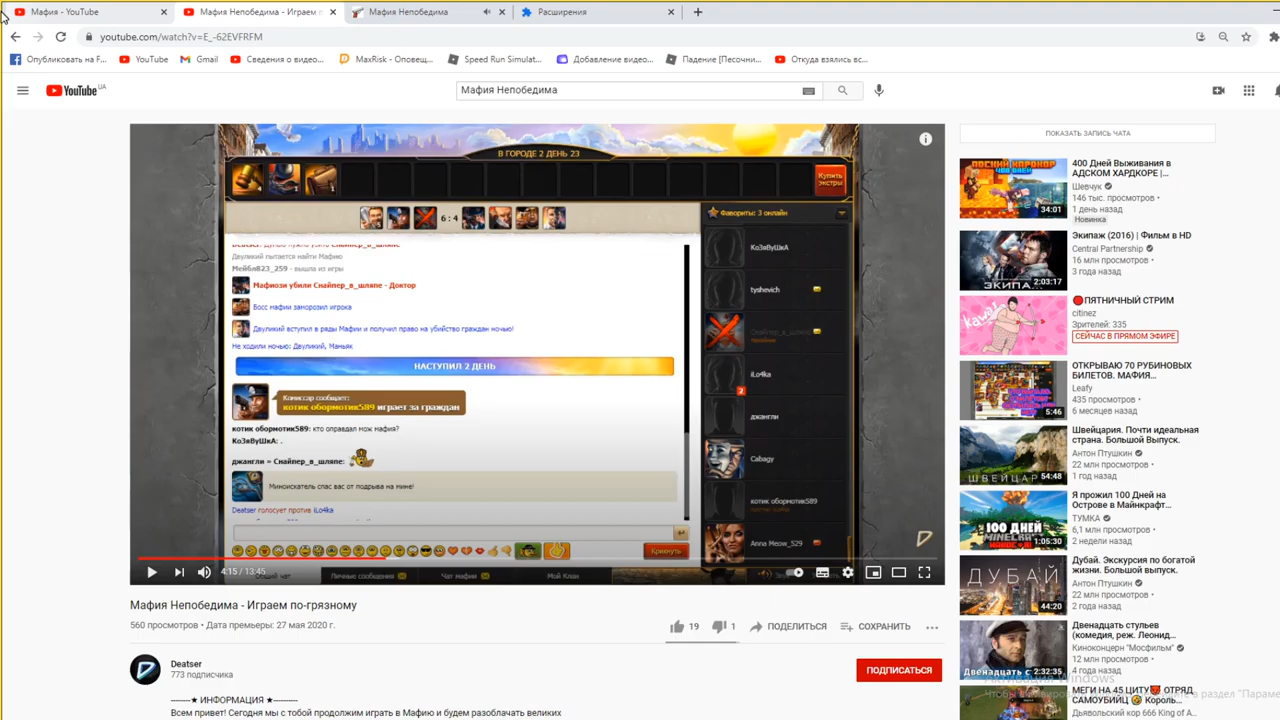 Мафия - YouTube
Мафия Непобедима - Играем п
Мафия Непобедима
Расширения
youtube.com/watch?v=E_-62EVFRFM
Опубликовать на F...
YouTube
Gmail
Сведения о видео...
MaxRisk - Оповещ...
Speed Run Simulat...
Добавление видео...
Падение [Песочни...
Откуда взялись вс...
YouTube UA
Мафия Непобедима
В ГОРОДЕ 2 ДЕНЬ 23
Купить экстры
6 : 4
Фавориты: 3 онлайн
Двуликий пытается найти Мафию
Мейбл823_259 - вышла из игры
Мафиози убили Снайпер_в_шляпе - Доктор
Босс мафии заморозил игрока
Двуликий вступил в ряды Мафии и получил право на убийство граждан ночью!
Не ходили ночью: Двуликий, Маньяк
НАСТУПИЛ 2 ДЕНЬ
Комиссар сообщает:
котик обормотик589 играет за граждан
котик обормотик589: кто оправдал мож мафия?
КоЗяВуШкА: .
джангли = Снайпер_в_шляпе:
Миноискатель спас вас от подрыва на мине!
Deatser голосует против iLo4ka
КоЗяВуШкА
tyshevich
Снайпер_в_шляпе
iLo4ka
2
джангли
Cabagy
котик обормотик589
Anna Meow_529
Крикнуть
Общий чат
Личные сообщения
Чат мафии
Мой Клан
4:15 / 13:45
Мафия Непобедима - Играем по-грязному
560 просмотров • Дата премьеры: 27 мая 2020 г.
19
1
ПОДЕЛИТЬСЯ
СОХРАНИТЬ
Deatser
773 подписчика
ПОДПИСАТЬСЯ
--------★ ИНФОРМАЦИЯ ★---------
Всем привет! Сегодня мы с тобой продолжим играть в Мафию и будем разоблачать великих
ПОКАЗАТЬ ЗАПИСЬ ЧАТА
400 Дней Выживания в
АДСКОМ ХАРДКОРЕ |...
Шевчук
146 тыс. просмотров •
1 день назад
Новинка
34:01
Экипаж (2016) | Фильм в HD
Central Partnership
16 млн просмотров •
3 года назад
ЭКИПАЖ
2:03:17
ПЯТНИЧНЫЙ СТРИМ
citinez
Зрителей: 335
СЕЙЧАС В ПРЯМОМ ЭФИРЕ
ОТКРЫВАЮ 70 РУБИНОВЫХ
БИЛЕТОВ. МАФИЯ...
Leafy
435 просмотров •
6 месяцев назад
5:46
Швейцария. Почти идеальная
страна. Большой Выпуск.
Антон Птушкин
22 млн просмотров •
1 год назад
54:48
Я прожил 100 Дней на
Острове в Майнкрафт...
ТУМКА
6,1 млн просмотров •
2 недели назад
100 ДНЕЙ
1:05:30
Дубай. Экскурсия по богатой
жизни. Большой выпуск.
Антон Птушкин
22 млн просмотров •
2 года назад
ДУБАЙ
44:20
Двенадцать стульев
(комедия, реж. Леонид...
Киноконцерн "Мосфильм"
12 млн просмотров •
4 года назад
Двенадцать с
2:32:35
МЕГИ НА 45 ЦИТУ ОТРЯД
САМОУБИЙЦ Король...
Дьявольский кор 666 King of A...